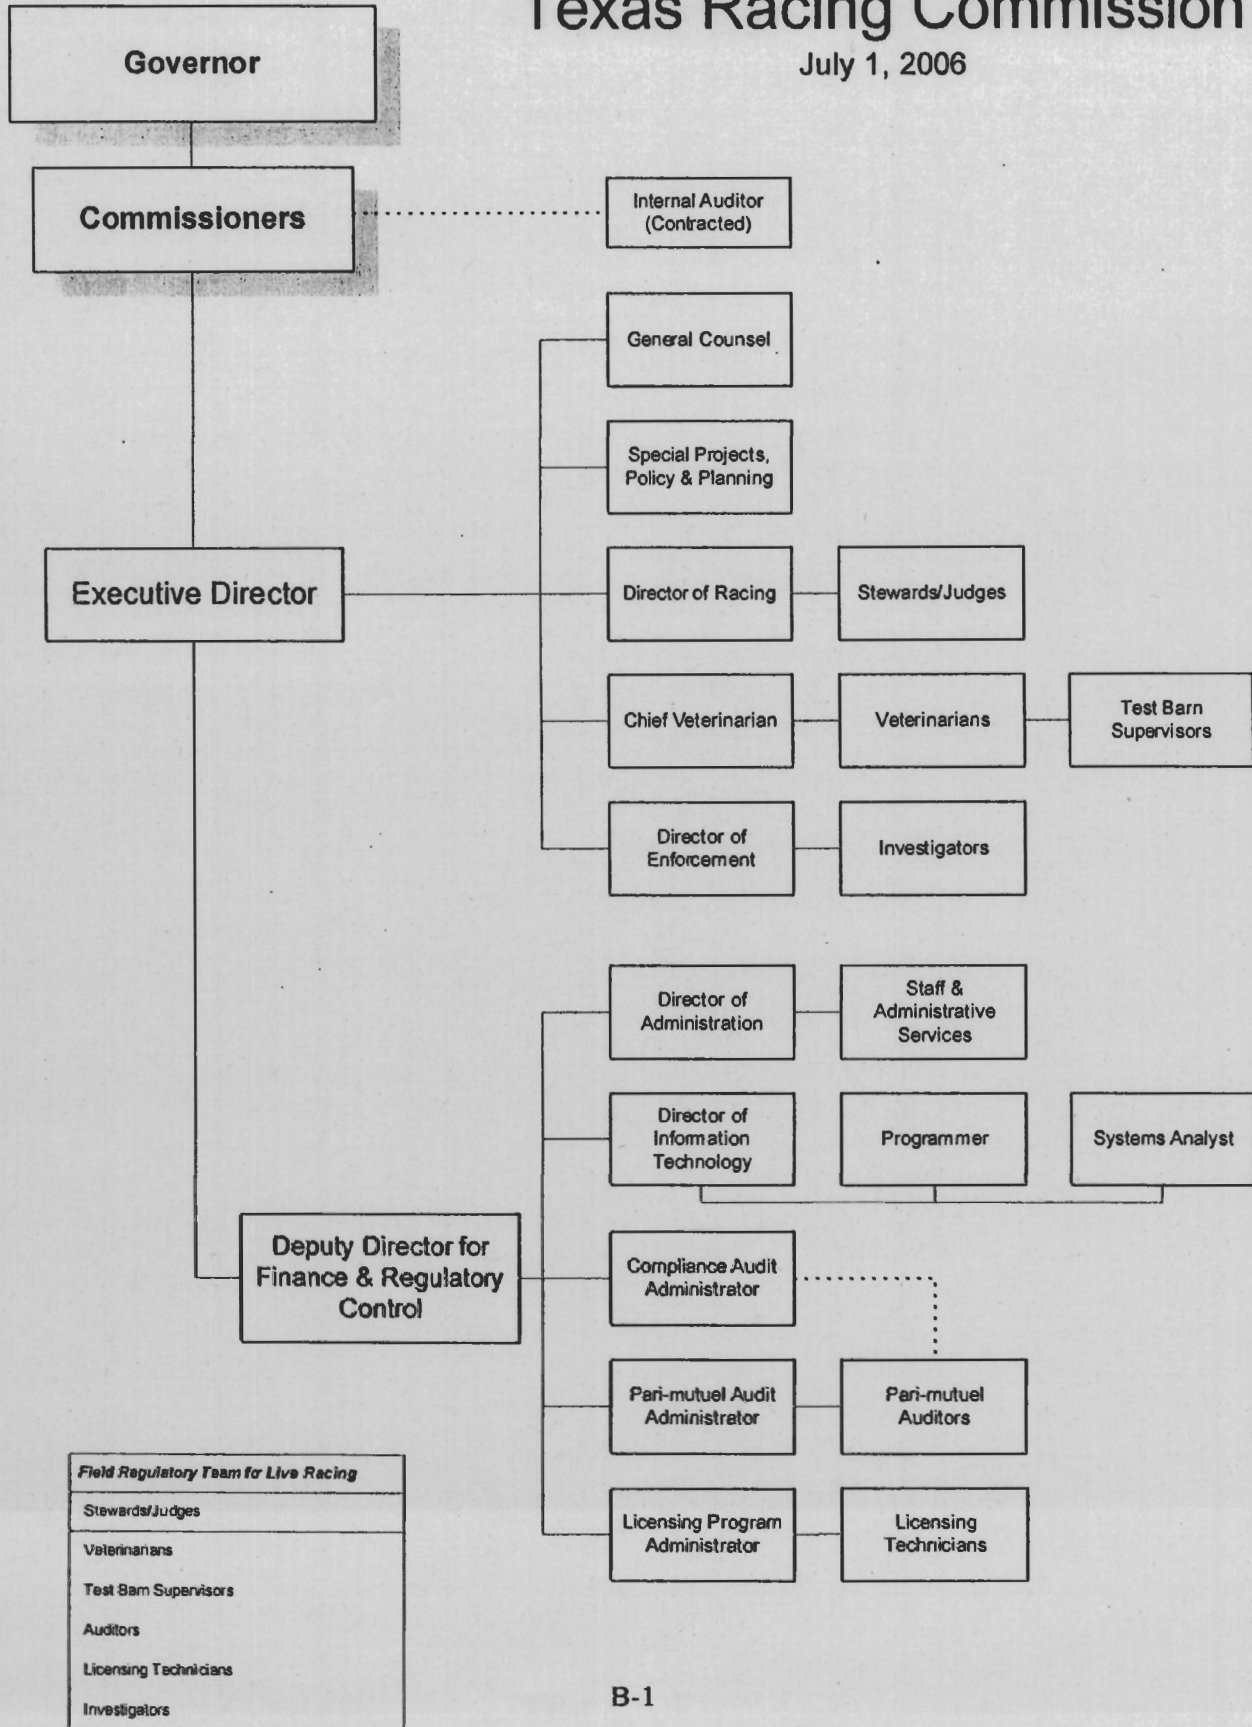 Texas Racing Commission
July 1, 2006
Governor
Commissioners
Internal Auditor
(Contracted)
General Counsel
Special Projects,
Policy & Planning
Executive Director
Director of Racing
Stewards/Judges
Chief Veterinarian
Veterinarians
Test Barn
Supervisors
Director of
Enforcement
Investigators
Director of
Administration
Staff &
Administrative
Services
Director of
Information
Technology
Programmer
Systems Analyst
Deputy Director for
Finance & Regulatory
Control
Compliance Audit
Administrator
Pari-mutuel Audit
Administrator
Pari-mutuel
Auditors
Licensing Program
Administrator
Licensing
Technicians
Field Regulatory Team for Live Racing
Stewards/Judges
Veterinarians
Test Barn Supervisors
Auditors
Licensing Technicians
Investigators
B-1